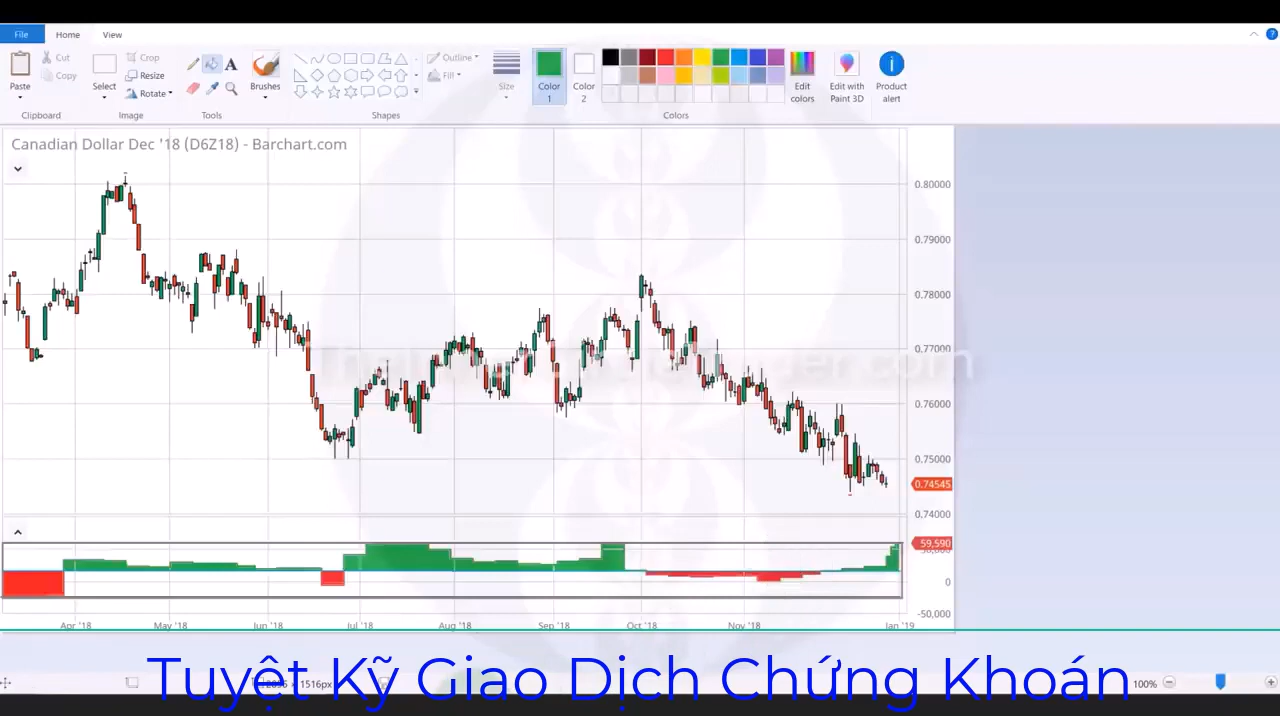 File Home View
Paste Cut Copy Select Crop Resize Rotate Brushes Outline Fill Size Color 1 Color 2 Edit colors Edit with Paint 3D Product alert
Clipboard Image Tools Shapes Colors
Canadian Dollar Dec '18 (D6Z18) - Barchart.com
0.80000
0.79000
0.78000
0.77000
0.76000
0.75000
0.74545
0.74000
59,590
0
-50,000
Apr '18 May '18 Jun '18 Jul '18 Aug '18 Sep '18 Oct '18 Nov '18 Jan '19
Tuyệt Kỹ Giao Dịch Chứng Khoán
100%